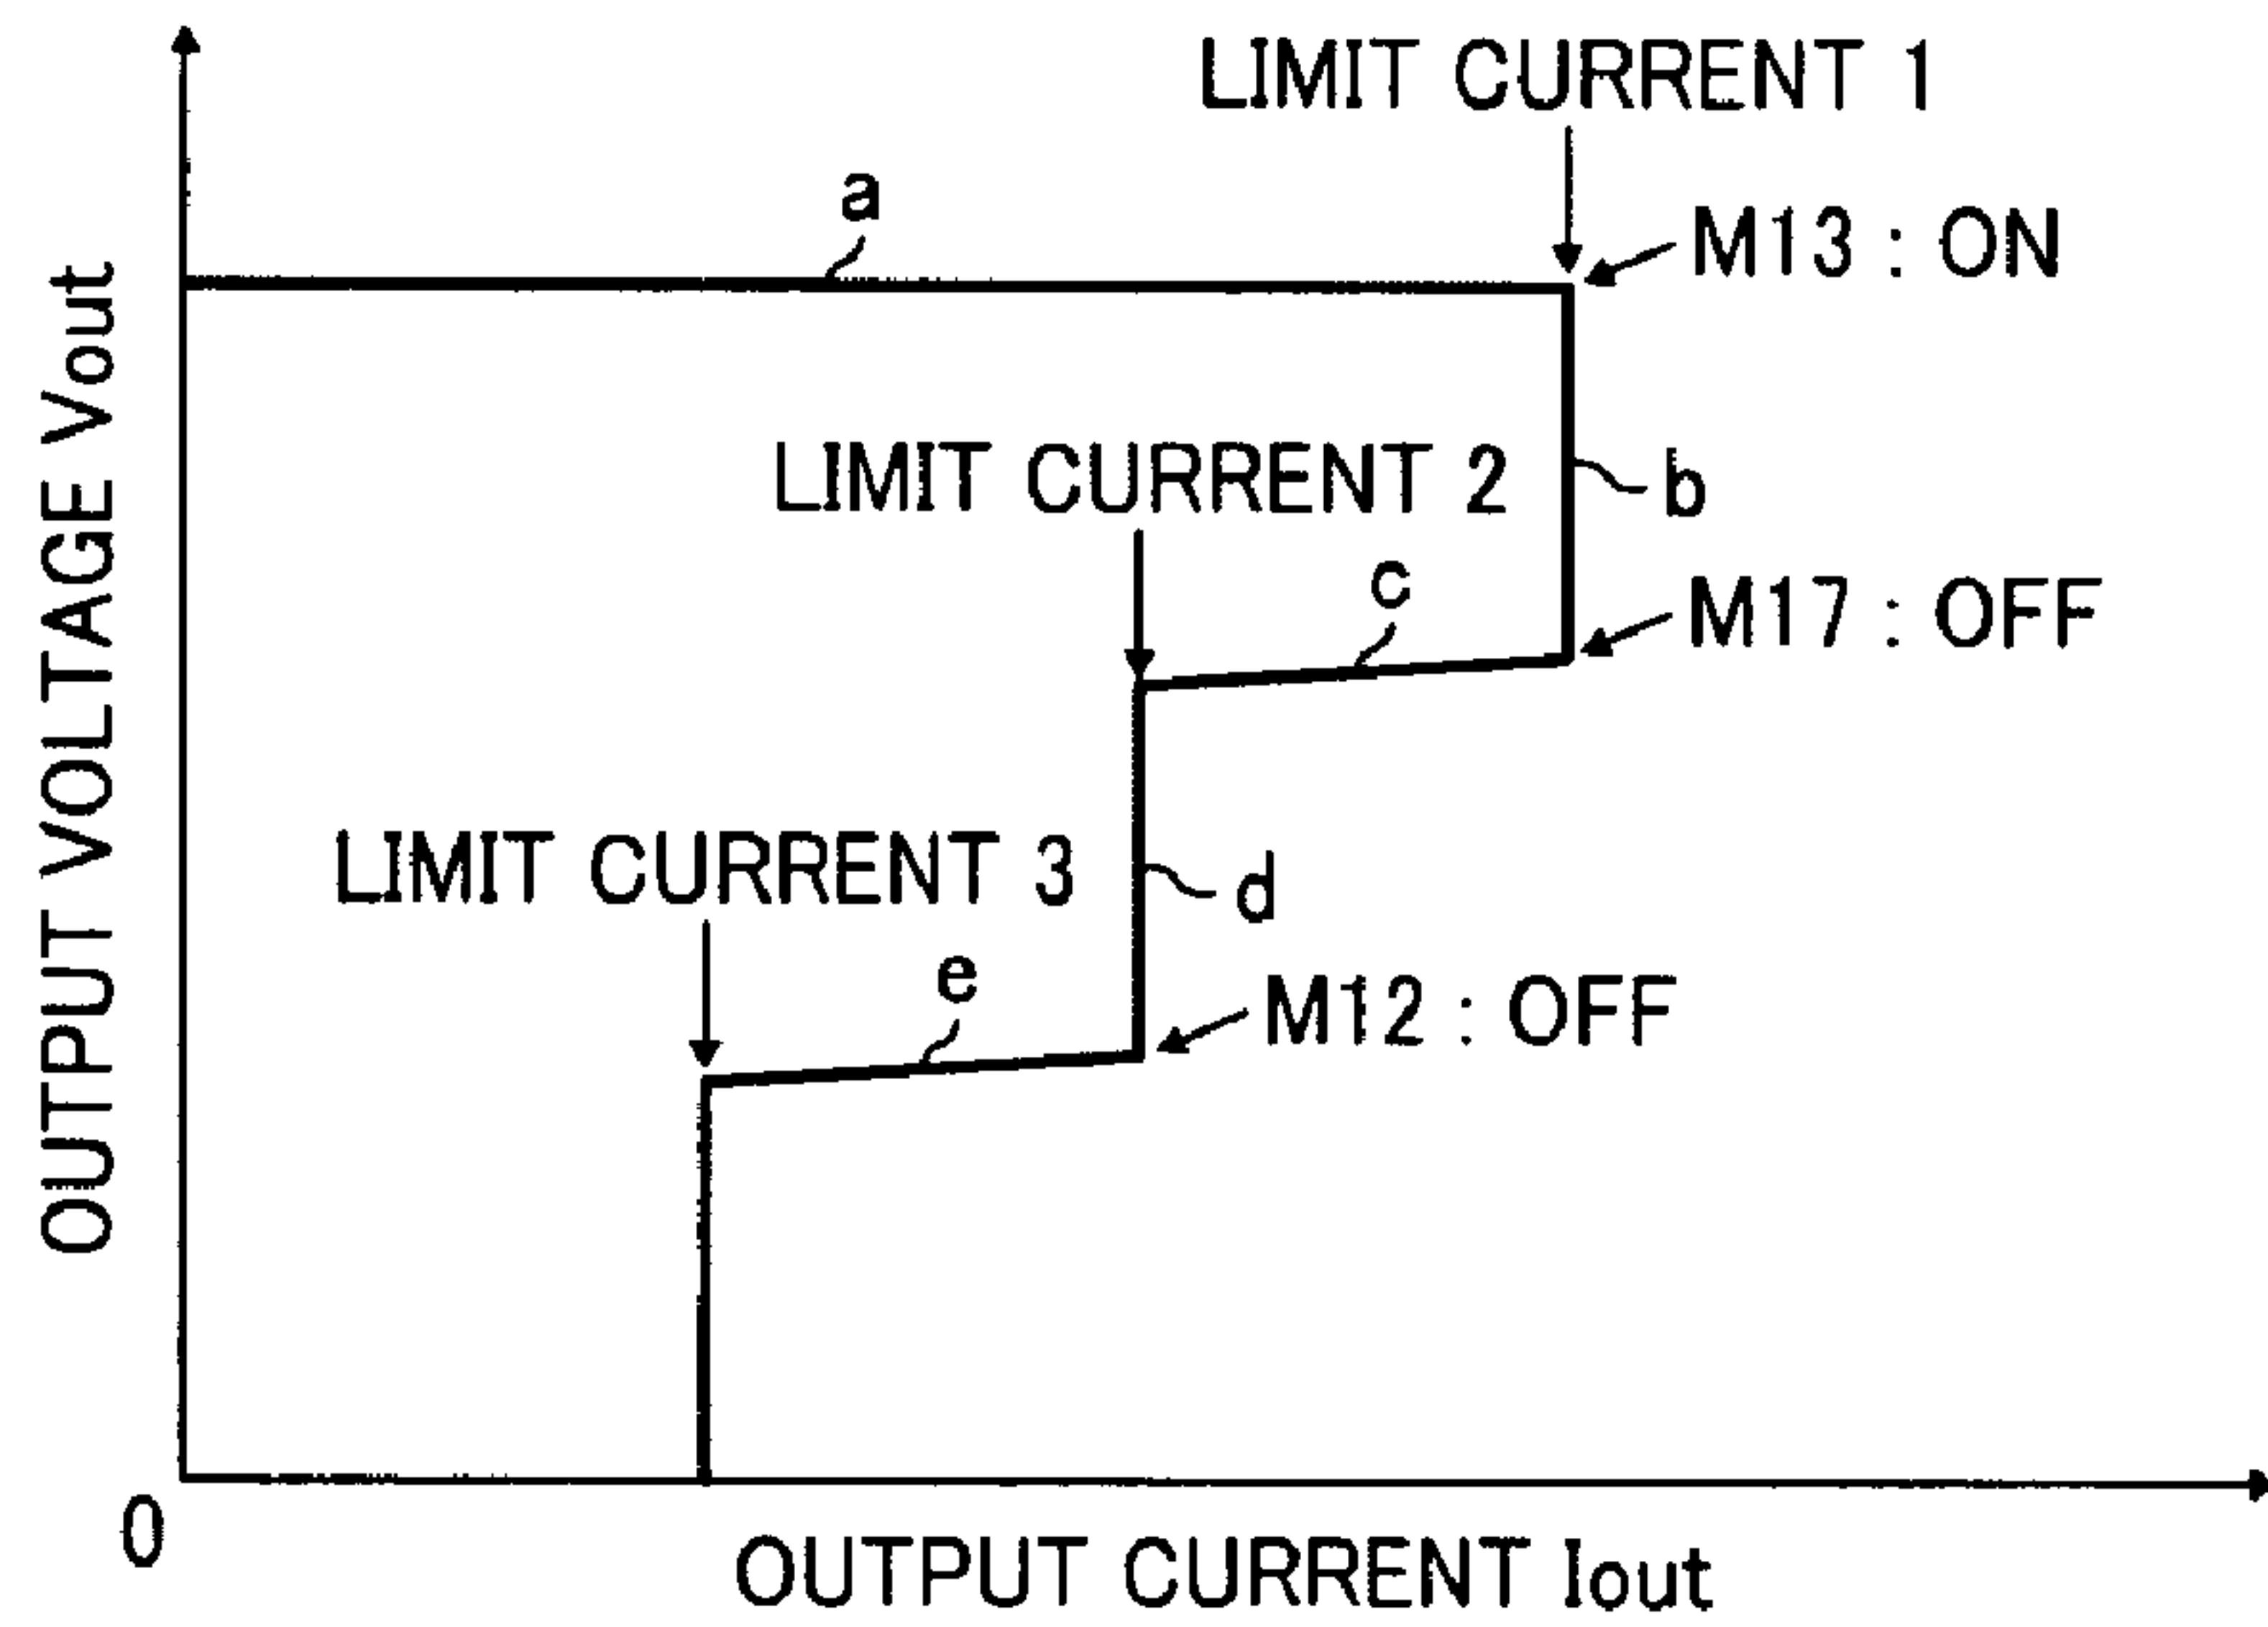 LIMIT CURRENT 1
a
M13 : ON
LIMIT CURRENT 2
b
c
M17 : OFF
LIMIT CURRENT 3
d
e
M12 : OFF
OUTPUT VOLTAGE Vout
0
OUTPUT CURRENT Iout